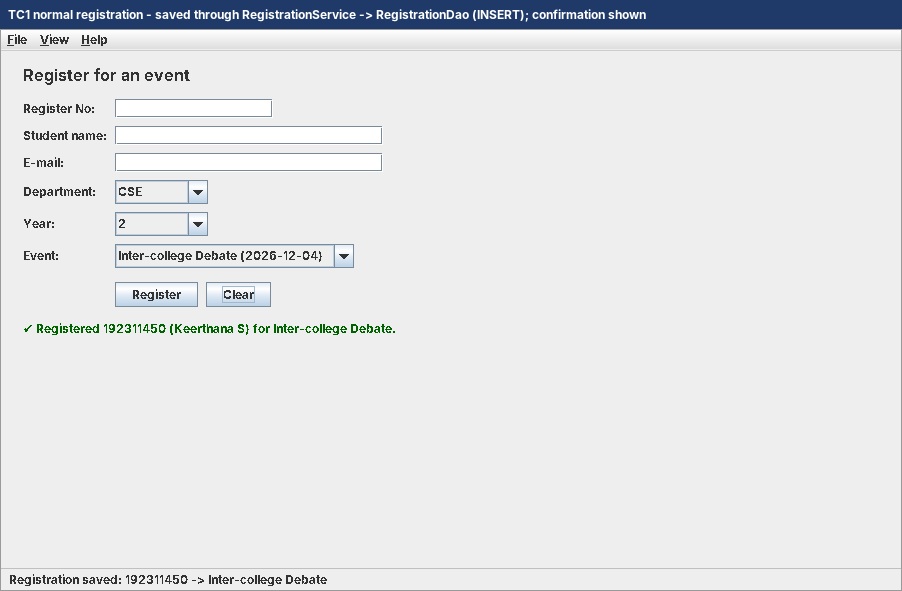 TC1 normal registration - saved through RegistrationService -> RegistrationDao (INSERT); confirmation shown
File View Help
Register for an event
Register No:
Student name:
E-mail:
Department: CSE
Year: 2
Event: Inter-college Debate (2026-12-04)
Register Clear
✔ Registered 192311450 (Keerthana S) for Inter-college Debate.
Registration saved: 192311450 -> Inter-college Debate